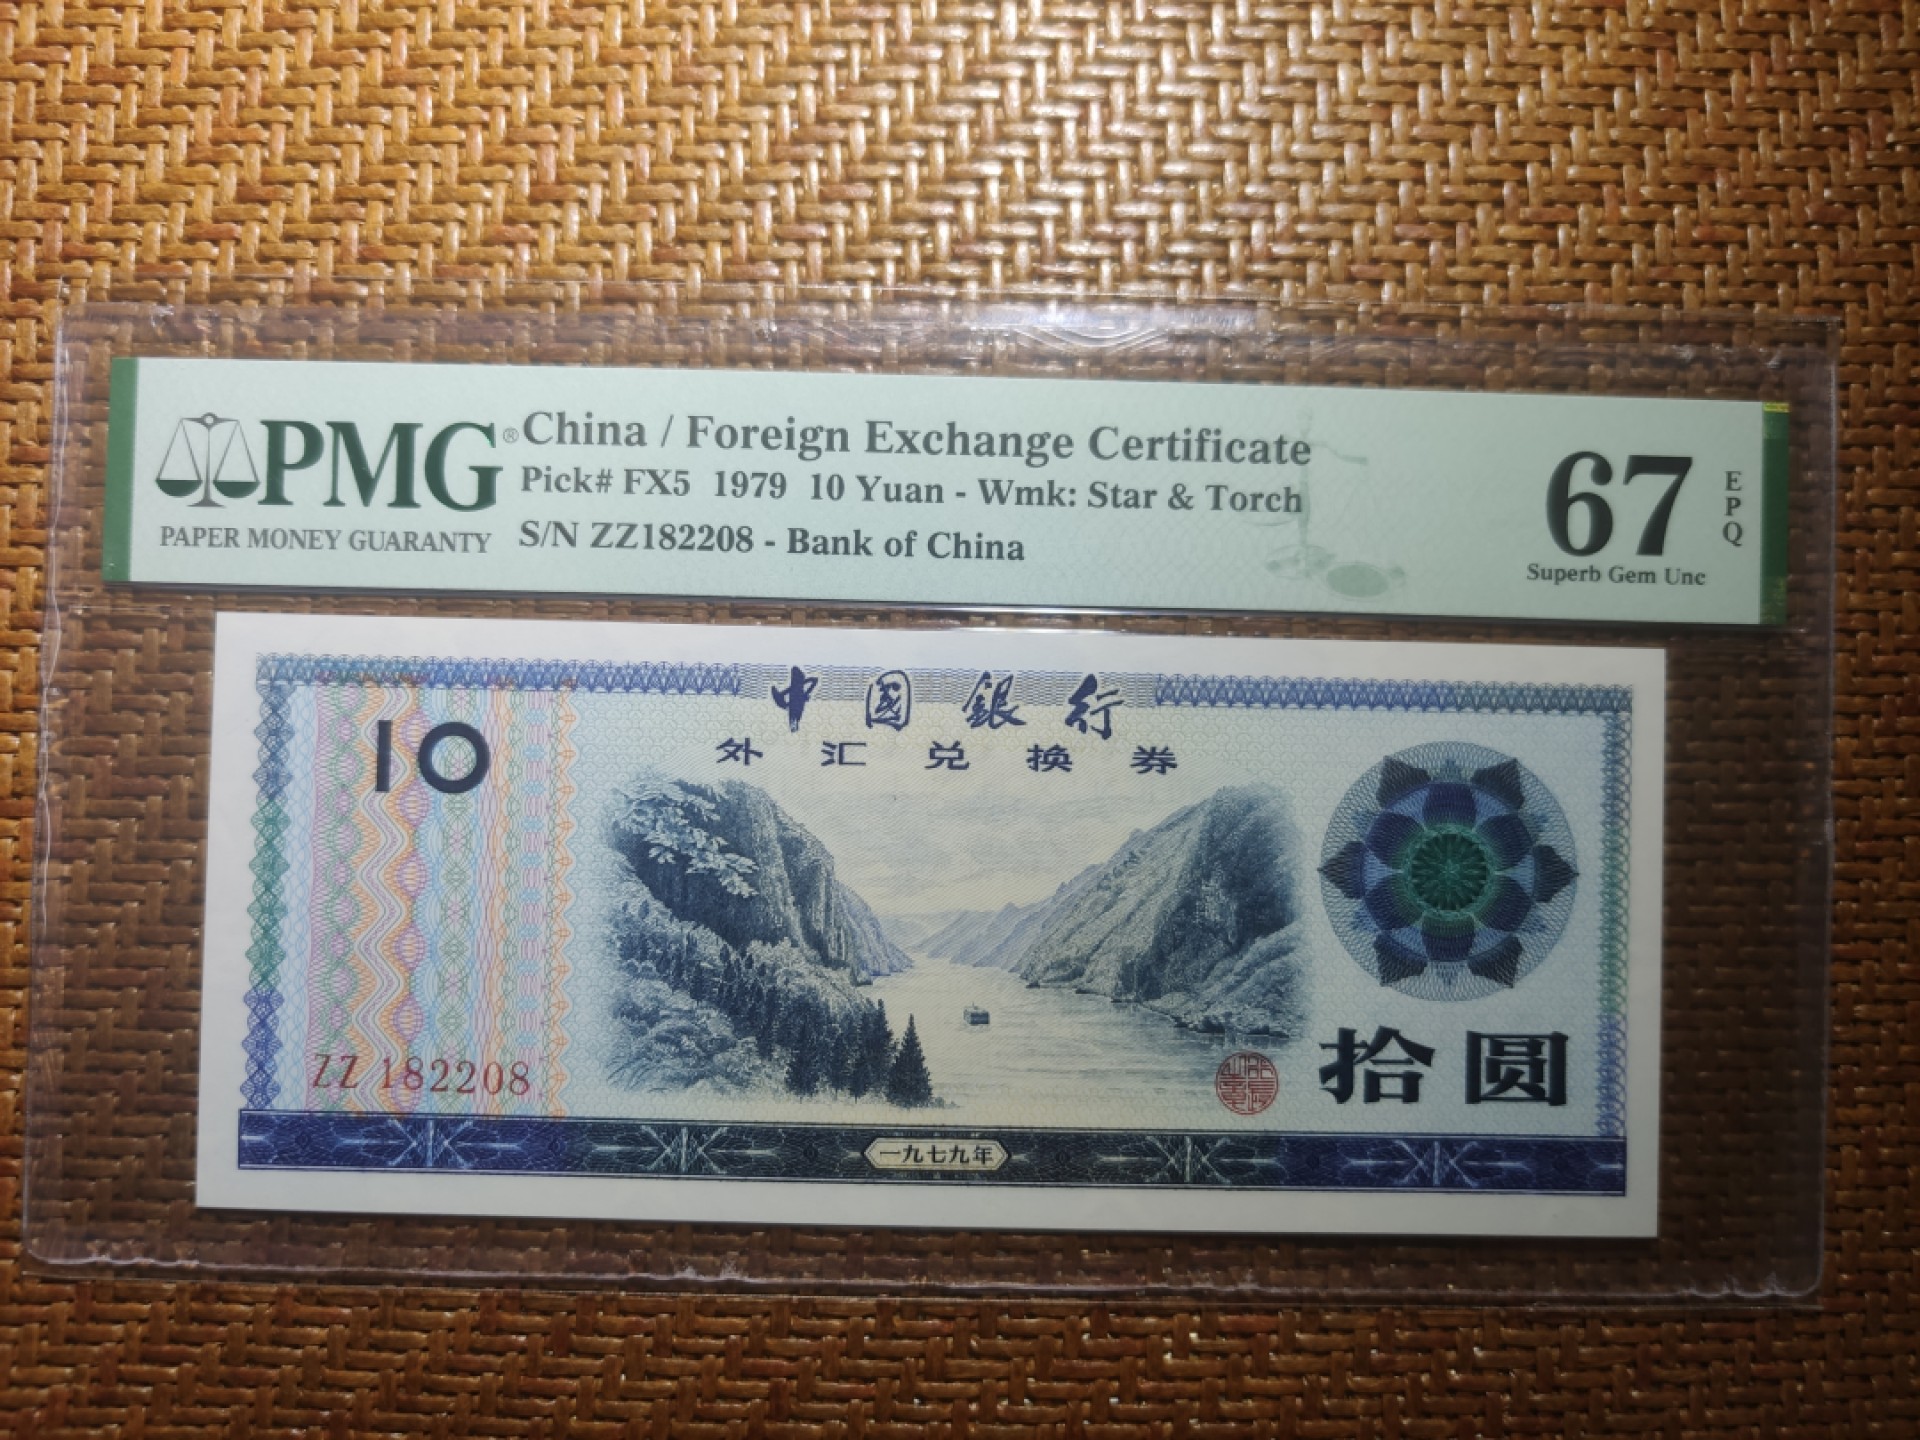 PMG®
PAPER MONEY GUARANTY
China / Foreign Exchange Certificate
Pick# FX5 1979 10 Yuan - Wmk: Star & Torch
S/N ZZ182208 - Bank of China
67
EPQ
Superb Gem Unc
中國銀行
外汇兑换券
10
ZZ 182208
拾圆
一九七九年